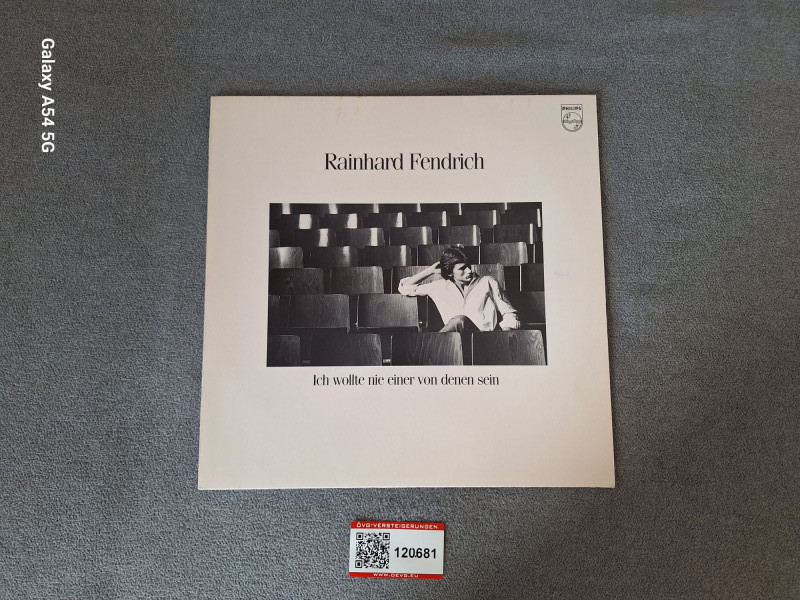 Galaxy A54 5G
PHILIPS
Rainhard Fendrich
Ich wollte nie einer von denen sein
ÖVG-VERSTEIGERUNGEN
120681
WWW.OEVG.EU